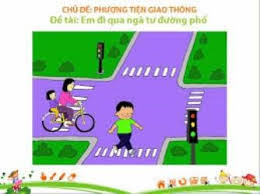 CHỦ ĐỀ: PHƯƠNG TIỆN GIAO THÔNG
Đề tài: Em đi qua ngã tư đường phố